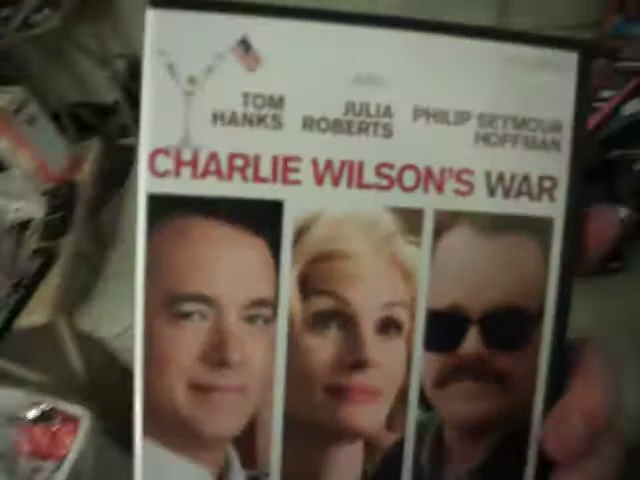 TOM
HANKS
JULIA
ROBERTS
PHILIP SEYMOUR
HOFFMAN
CHARLIE WILSON'S WAR